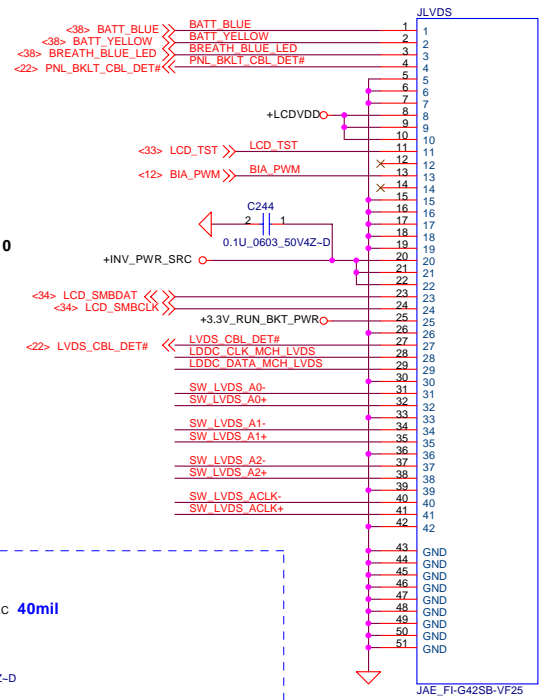 JLVDS
<38> BATT_BLUE BATT_BLUE 1 1
<38> BATT_YELLOW BATT_YELLOW 2 2
<38> BREATH_BLUE_LED BREATH_BLUE_LED 3 3
<22> PNL_BKLT_CBL_DET# PNL_BKLT_CBL_DET# 4 4
5 5
6 6
7 7
+LCDVDD 8 8
9 9
10 10
<33> LCD_TST LCD_TST 11 11
12 12
<12> BIA_PWM BIA_PWM 13 13
14 14
15 15
C244 16 16
2 1 17 17
18 18
0.1U_0603_50V4Z~D 19 19
0
+INV_PWR_SRC 20 20
21 21
22 22
<34> LCD_SMBDAT 23 23
<34> LCD_SMBCLK 24 24
+3.3V_RUN_BKT_PWR 25 25
26 26
<22> LVDS_CBL_DET# LVDS_CBL_DET# 27 27
LDDC_CLK_MCH_LVDS 28 28
LDDC_DATA_MCH_LVDS 29 29
30 30
SW_LVDS_A0- 31 31
SW_LVDS_A0+ 32 32
33 33
SW_LVDS_A1- 34 34
SW_LVDS_A1+ 35 35
36 36
SW_LVDS_A2- 37 37
SW_LVDS_A2+ 38 38
39 39
SW_LVDS_ACLK- 40 40
SW_LVDS_ACLK+ 41 41
42 42
43 GND
44 GND
45 GND
46 GND
47 GND
48 GND
49 GND
50 GND
51 GND
C 40mil
~D
JAE_FI-G42SB-VF25